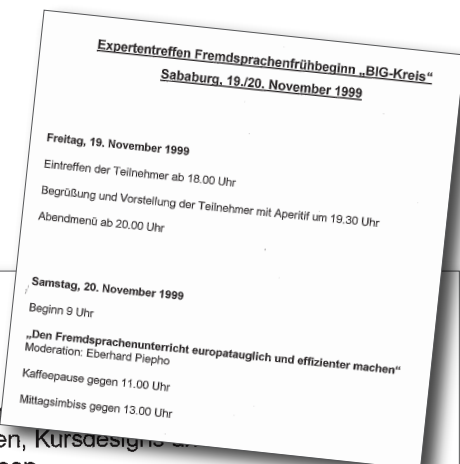 Expertentreffen Fremdsprachenfrühbeginn „BIG-Kreis“
Sababurg, 19./20. November 1999
Freitag, 19. November 1999
Eintreffen der Teilnehmer ab 18.00 Uhr
Begrüßung und Vorstellung der Teilnehmer mit Aperitif um 19.30 Uhr
Abendmenü ab 20.00 Uhr
Samstag, 20. November 1999
Beginn 9 Uhr
„Den Fremdsprachenunterricht europatauglich und effizienter machen“
Moderation: Eberhard Piepho
Kaffeepause gegen 11.00 Uhr
Mittagsimbiss gegen 13.00 Uhr
en, Kursdesigns